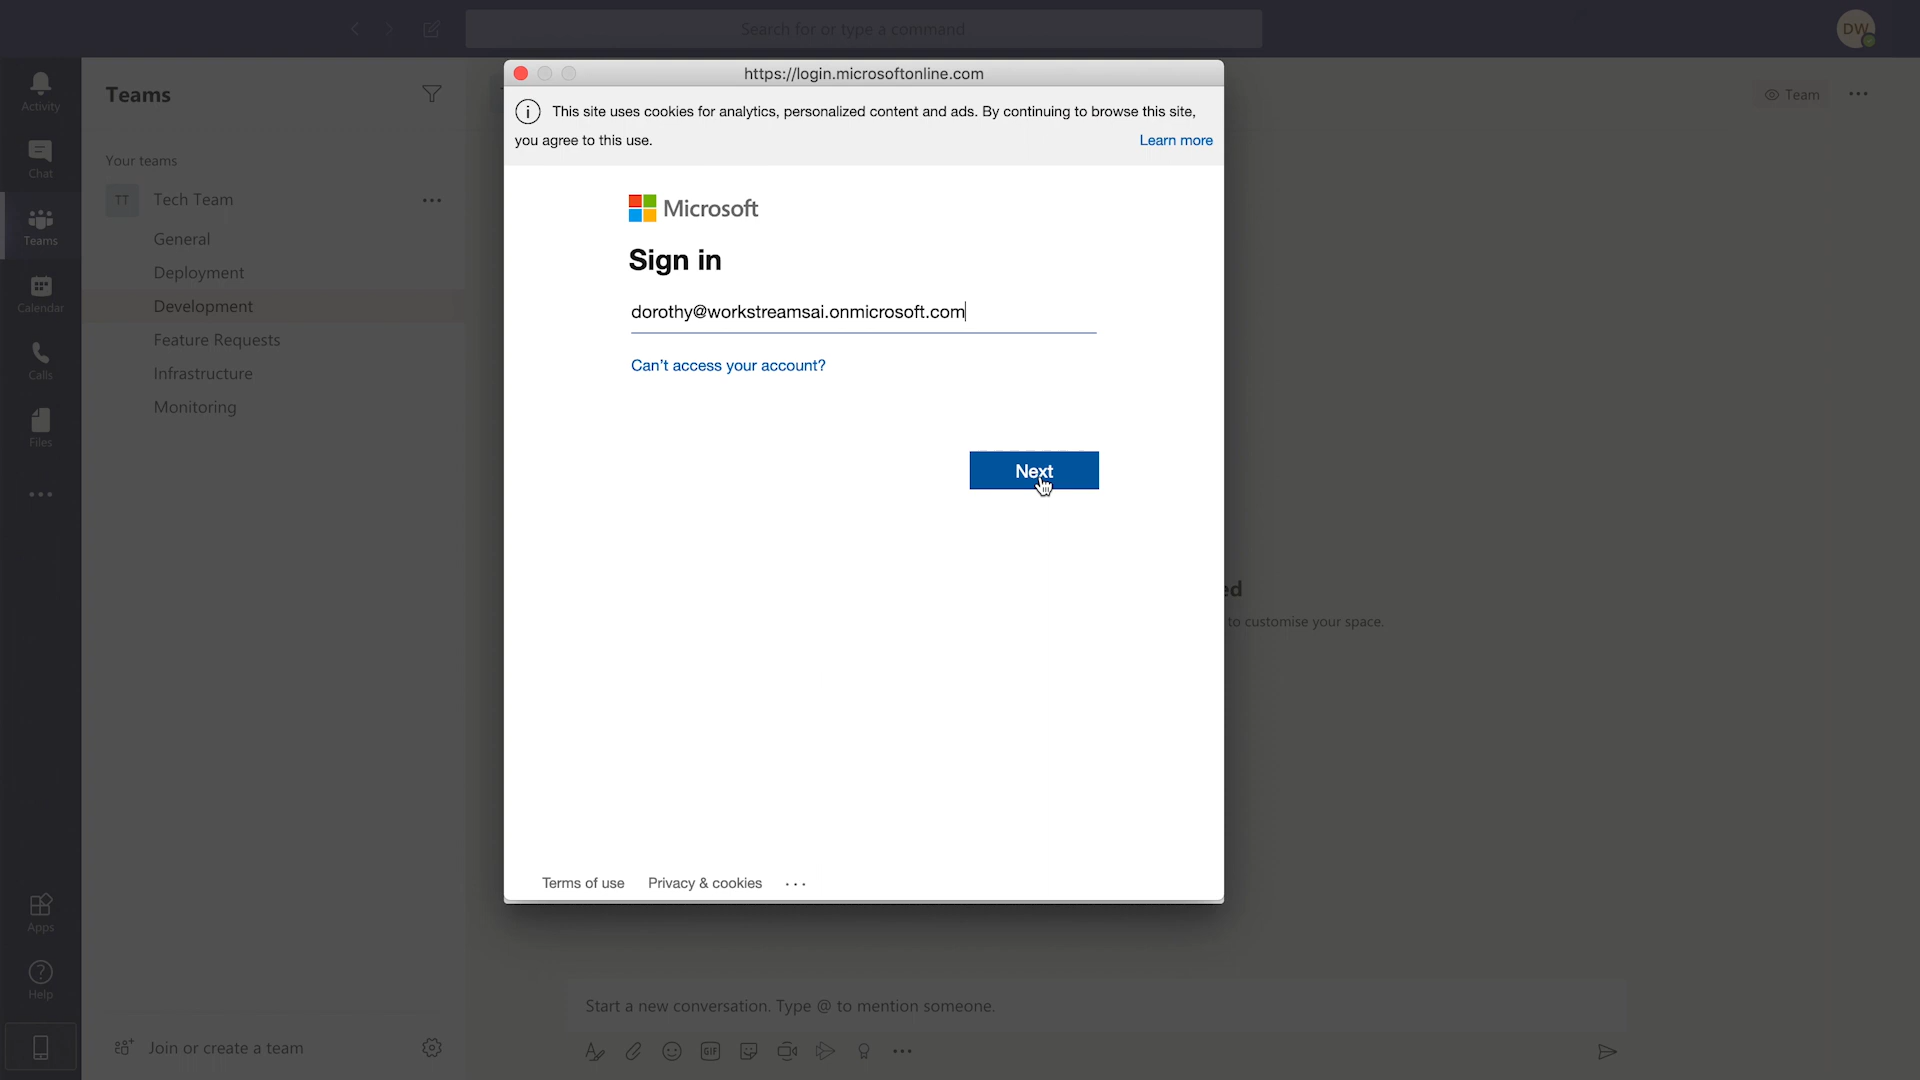 Search for or type a command
DW
https://login.microsoftonline.com
Activity
Chat
Teams
Calendar
Calls
Files
Apps
Help
Teams
Your teams
TT Tech Team
General
Deployment
Development
Feature Requests
Infrastructure
Monitoring
Join or create a team
This site uses cookies for analytics, personalized content and ads. By continuing to browse this site,
you agree to this use.
Learn more
Microsoft
Sign in
dorothy@workstreamsai.onmicrosoft.com
Can't access your account?
Next
Terms of use
Privacy & cookies
Team
ed
to customise your space.
Start a new conversation. Type @ to mention someone.
GIF